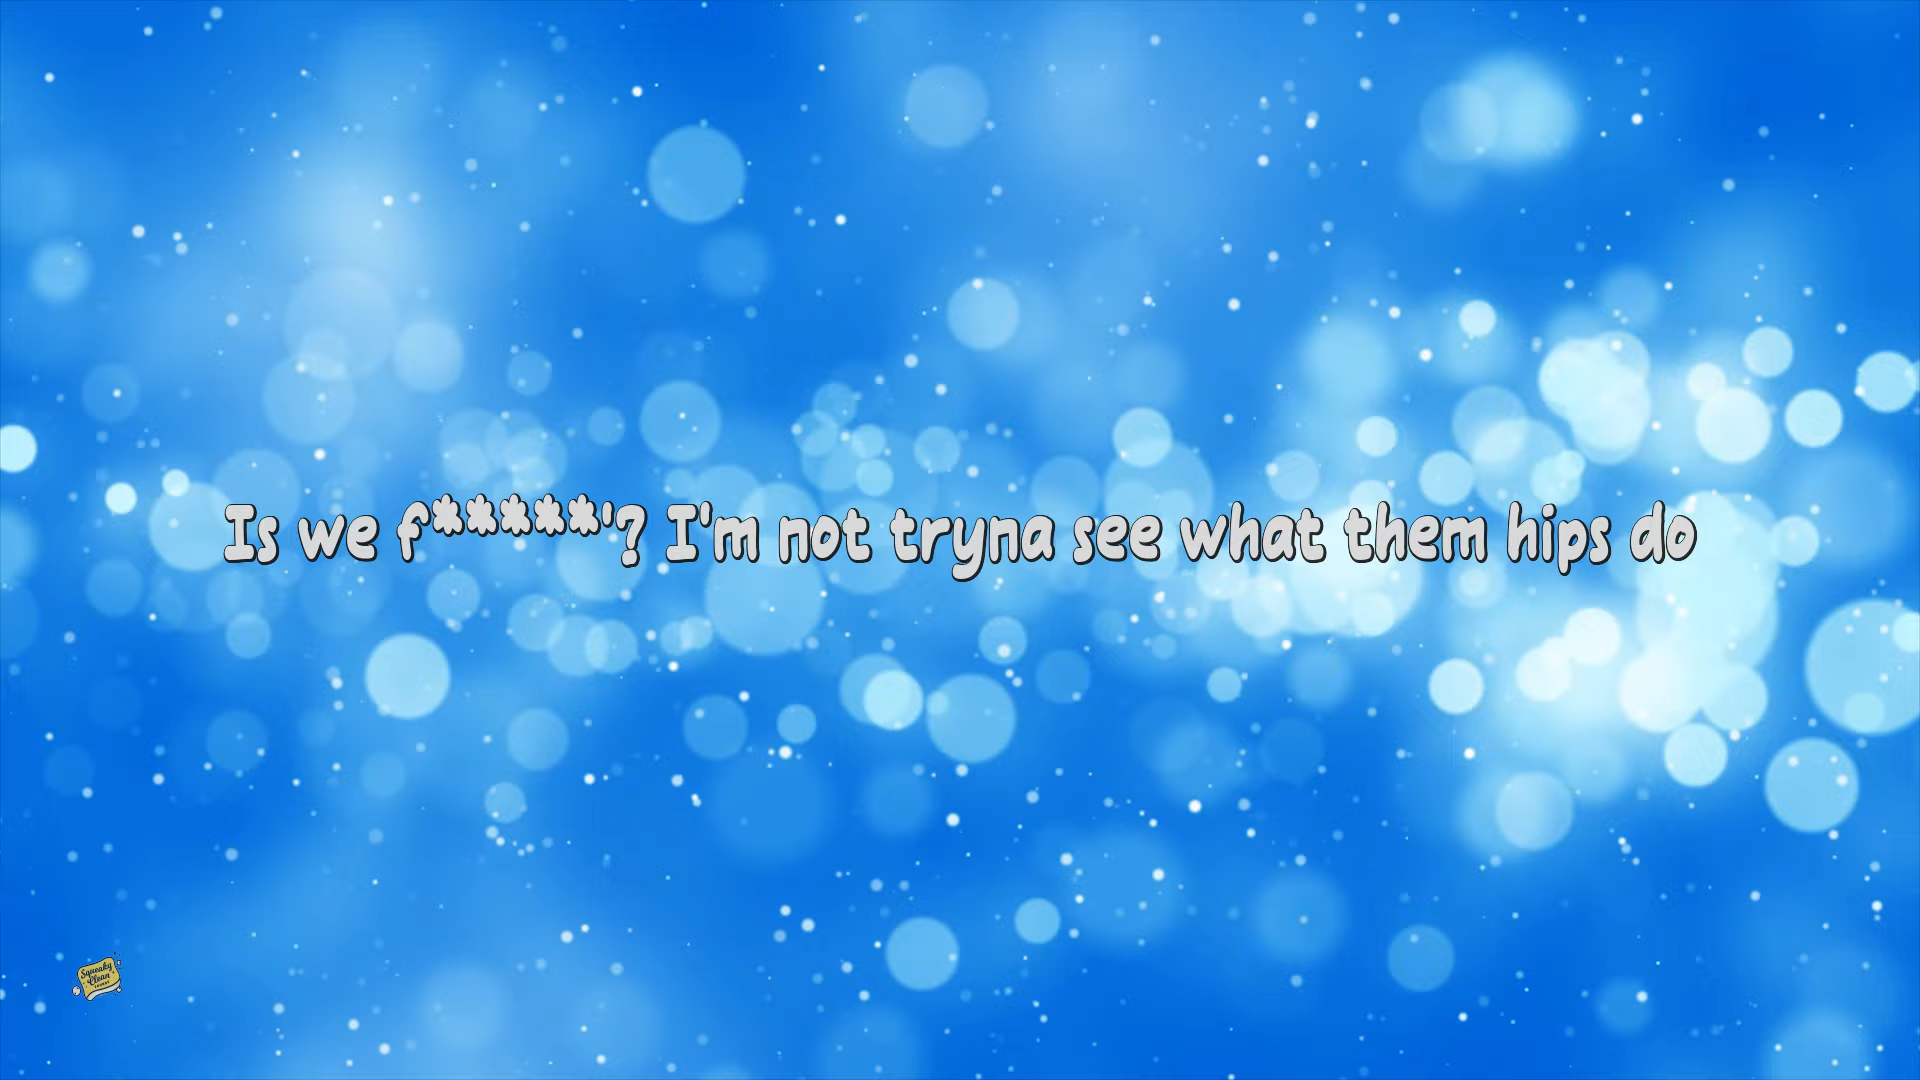 Is we f*****'? I'm not tryna see what them hips do
Squeaky
Clean